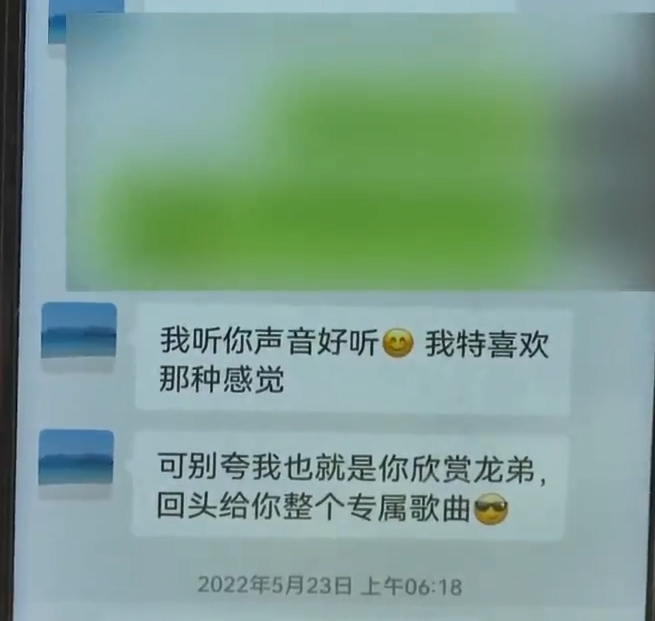 我听你声音好听😊 我特喜欢
那种感觉
可别夸我也就是你欣赏龙弟，
回头给你整个专属歌曲😎
2022年5月23日 上午06:18